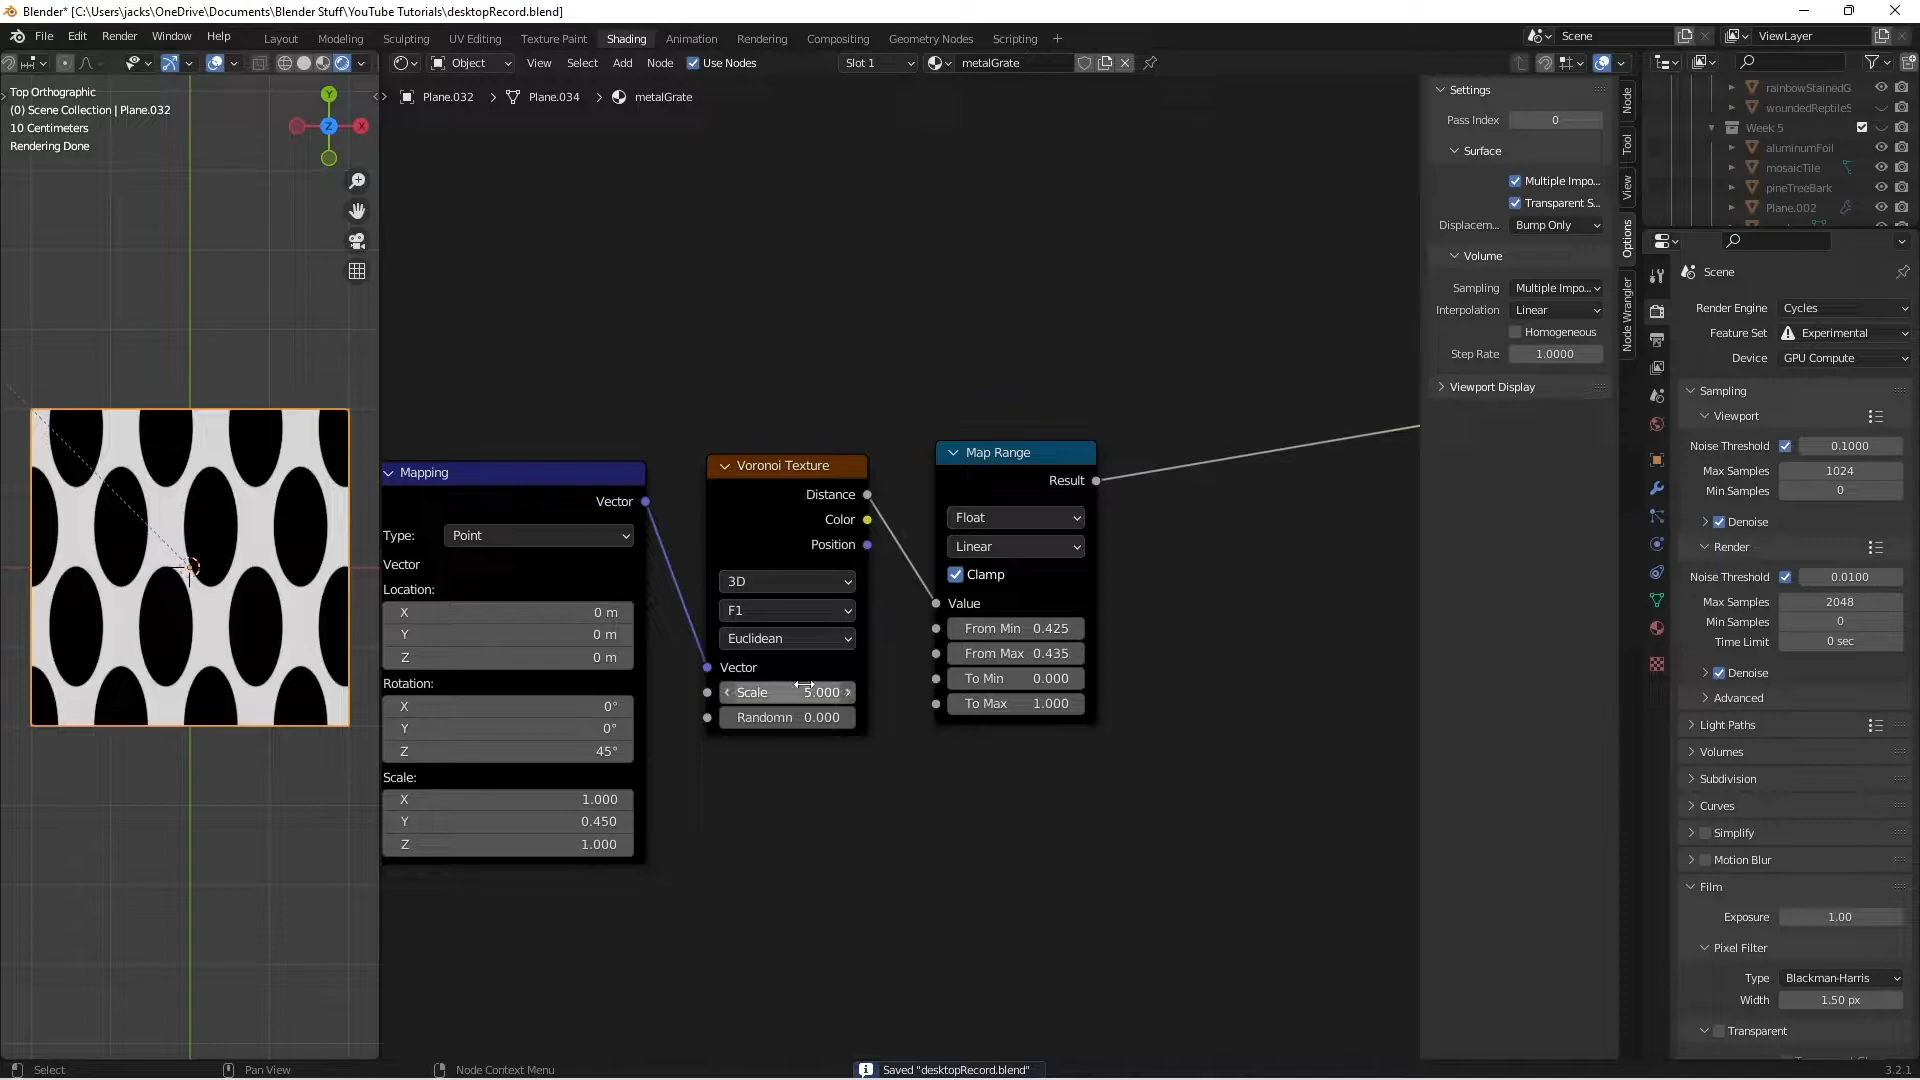 Blender* [C:\Users\jacks\OneDrive\Documents\Blender Stuff\YouTube Tutorials\desktopRecord.blend]
File Edit Render Window Help Layout Modeling Sculpting UV Editing Texture Paint Shading Animation Rendering Compositing Geometry Nodes Scripting + Scene ViewLayer
Object View Select Add Node Use Nodes Slot 1 metalGrate
Plane.032 > Plane.034 > metalGrate
Top Orthographic
(0) Scene Collection | Plane.032
10 Centimeters
Rendering Done
Y
Z
X
Mapping
Vector
Type: Point
Vector
Location:
X 0 m
Y 0 m
Z 0 m
Rotation:
X 0°
Y 0°
Z 45°
Scale:
X 1.000
Y 0.450
Z 1.000
Voronoi Texture
Distance
Color
Position
3D
F1
Euclidean
Vector
Scale 5.000
Randomn 0.000
Map Range
Result
Float
Linear
Clamp
Value
From Min 0.425
From Max 0.435
To Min 0.000
To Max 1.000
Settings
Pass Index 0
Surface
Multiple Impo...
Transparent S...
Displacem... Bump Only
Volume
Sampling Multiple Impo...
Interpolation Linear
Homogeneous
Step Rate 1.0000
Viewport Display
Node
Tool
View
Options
Node Wrangler
rainbowStainedG
woundedReptileS
Week 5
aluminumFoil
mosaicTile
pineTreeBark
Plane.002
Scene
Render Engine Cycles
Feature Set Experimental
Device GPU Compute
Sampling
Viewport
Noise Threshold 0.1000
Max Samples 1024
Min Samples 0
Denoise
Render
Noise Threshold 0.0100
Max Samples 2048
Min Samples 0
Time Limit 0 sec
Denoise
Advanced
Light Paths
Volumes
Subdivision
Curves
Simplify
Motion Blur
Film
Exposure 1.00
Pixel Filter
Type Blackman-Harris
Width 1.50 px
Transparent
Select Pan View Node Context Menu Saved "desktopRecord.blend" 3.2.1